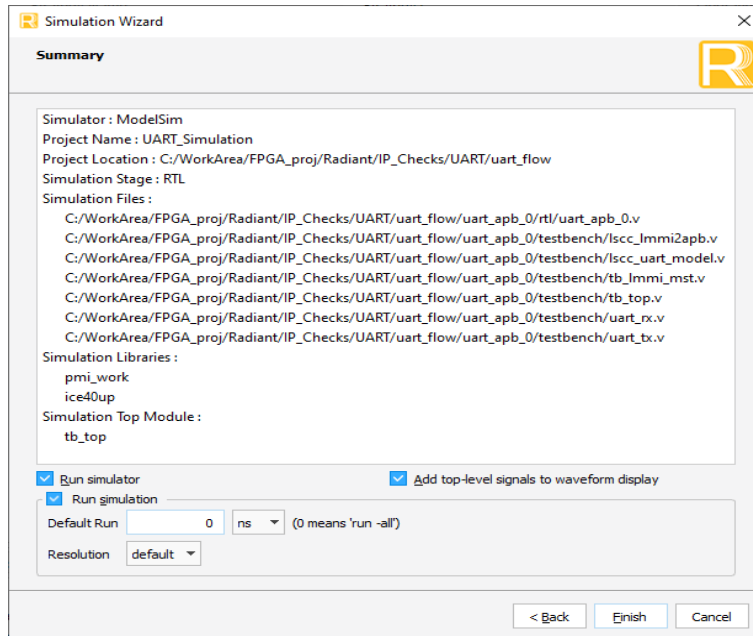 Simulation Wizard
Summary
Simulator : ModelSim
Project Name : UART_Simulation
Project Location : C:/WorkArea/FPGA_proj/Radiant/IP_Checks/UART/uart_flow
Simulation Stage : RTL
Simulation Files :
C:/WorkArea/FPGA_proj/Radiant/IP_Checks/UART/uart_flow/uart_apb_0/rtl/uart_apb_0.v
C:/WorkArea/FPGA_proj/Radiant/IP_Checks/UART/uart_flow/uart_apb_0/testbench/lscc_lmmi2apb.v
C:/WorkArea/FPGA_proj/Radiant/IP_Checks/UART/uart_flow/uart_apb_0/testbench/lscc_uart_model.v
C:/WorkArea/FPGA_proj/Radiant/IP_Checks/UART/uart_flow/uart_apb_0/testbench/tb_lmmi_mst.v
C:/WorkArea/FPGA_proj/Radiant/IP_Checks/UART/uart_flow/uart_apb_0/testbench/tb_top.v
C:/WorkArea/FPGA_proj/Radiant/IP_Checks/UART/uart_flow/uart_apb_0/testbench/uart_rx.v
C:/WorkArea/FPGA_proj/Radiant/IP_Checks/UART/uart_flow/uart_apb_0/testbench/uart_tx.v
Simulation Libraries :
pmi_work
ice40up
Simulation Top Module :
tb_top
Run simulator Add top-level signals to waveform display
Run simulation
Default Run 0 ns (0 means 'run -all')
Resolution default
< Back Finish Cancel